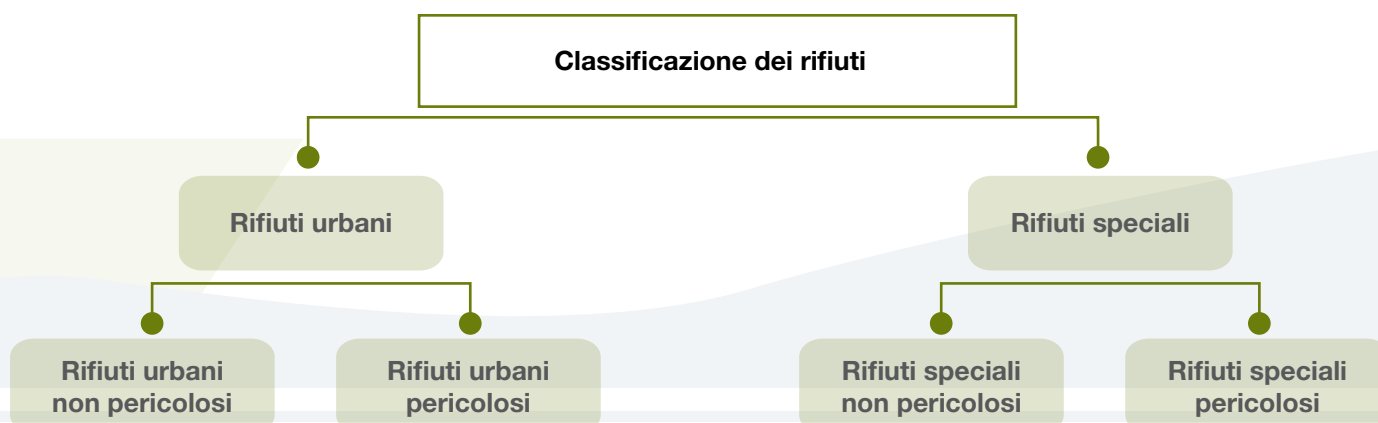 Classificazione dei rifiuti
Rifiuti urbani
Rifiuti speciali
Rifiuti urbani
non pericolosi
Rifiuti urbani
pericolosi
Rifiuti speciali
non pericolosi
Rifiuti speciali
pericolosi